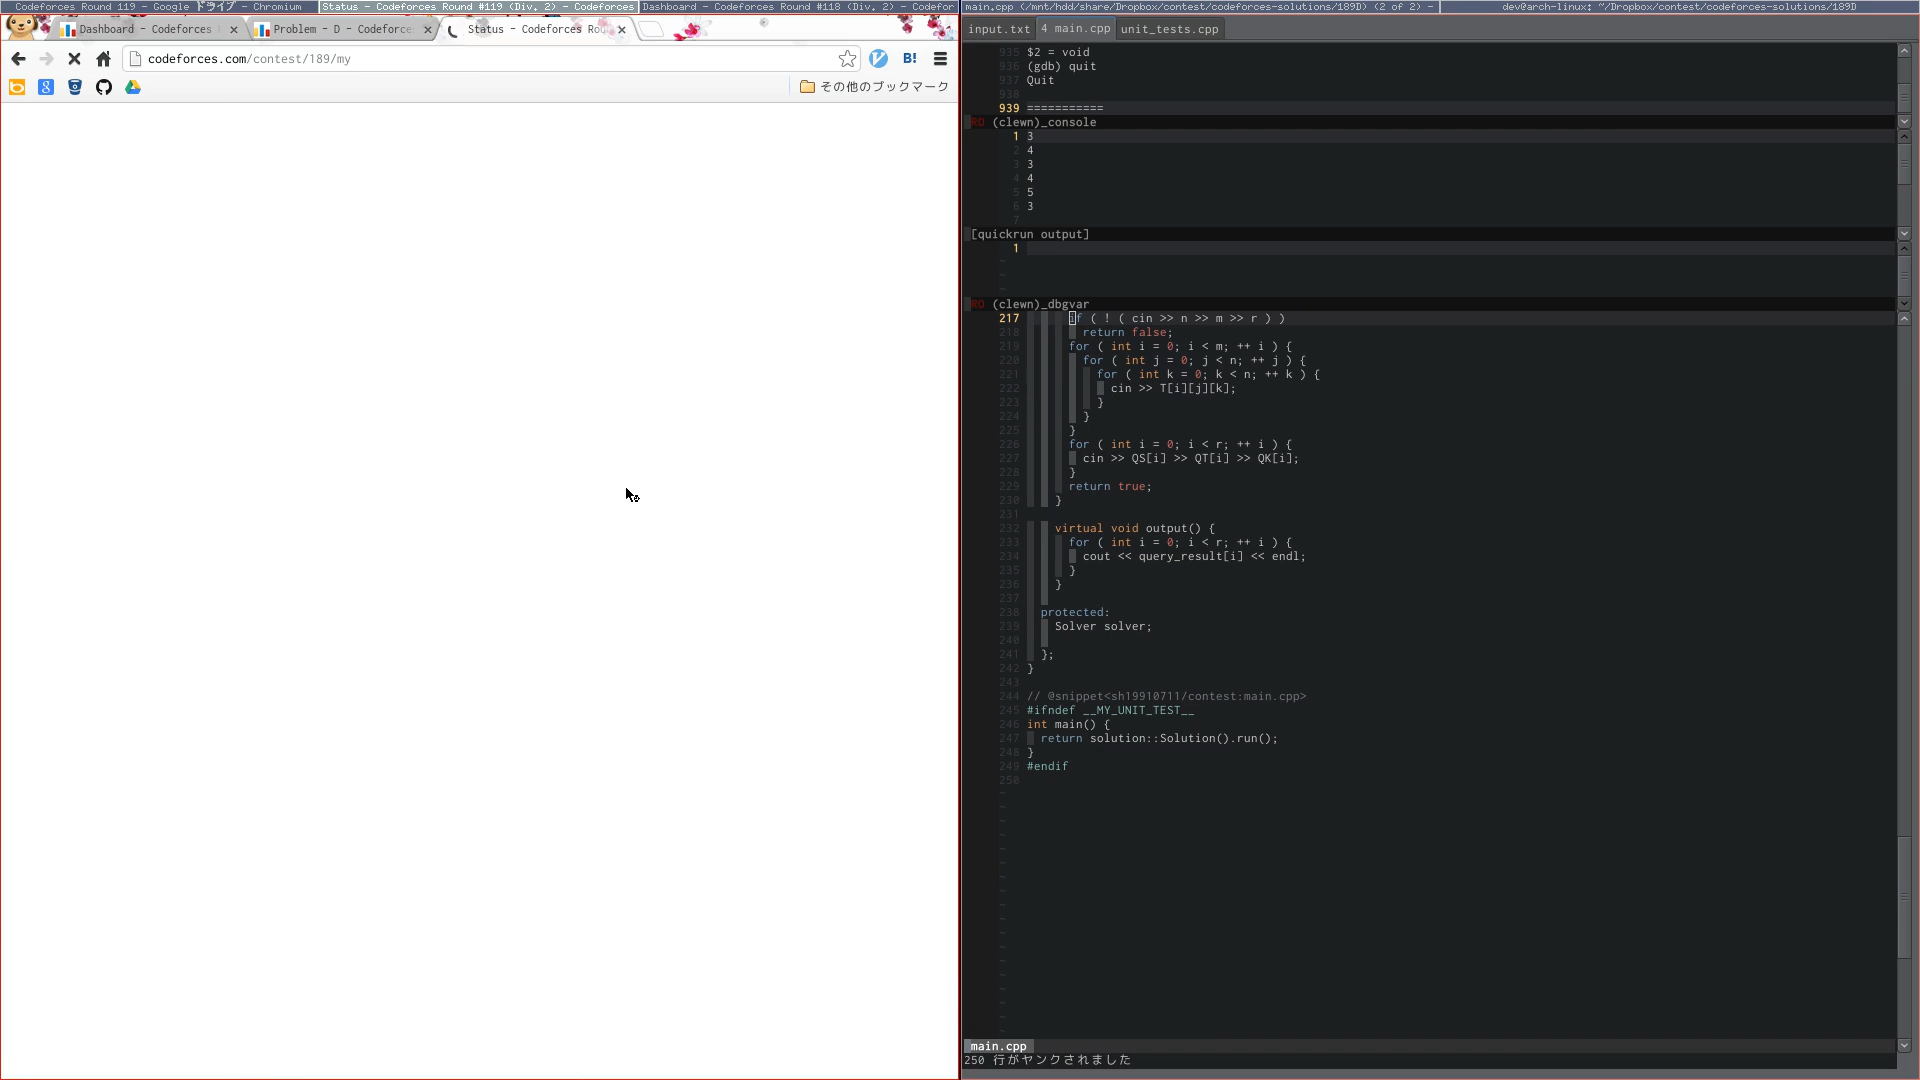 Codeforces Round 119 - Google ドライブ - Chromium
Status - Codeforces Round #119 (Div. 2) - Codeforces
Dashboard - Codeforces Round #118 (Div. 2) - Codefor
main.cpp (/mnt/hdd/share/Dropbox/contest/codeforces-solutions/189D) (2 of 2) -
dev@arch-linux: ~/Dropbox/contest/codeforces-solutions/189D
Dashboard - Codeforces
Problem - D - Codeforce
Status - Codeforces Rou
codeforces.com/contest/189/my
B!
その他のブックマーク
input.txt
4 main.cpp
unit_tests.cpp
935 $2 = void
936 (gdb) quit
937 Quit
938
939 ===========
RO (clewn)_console
1 3
2 4
3 3
4 4
5 5
6 3
7
[quickrun output]
1
~
~
~
RO (clewn)_dbgvar
217 if ( ! ( cin >> n >> m >> r ) )
218 return false;
219 for ( int i = 0; i < m; ++ i ) {
220 for ( int j = 0; j < n; ++ j ) {
221 for ( int k = 0; k < n; ++ k ) {
222 cin >> T[i][j][k];
223 }
224 }
225 }
226 for ( int i = 0; i < r; ++ i ) {
227 cin >> QS[i] >> QT[i] >> QK[i];
228 }
229 return true;
230 }
231
232 virtual void output() {
233 for ( int i = 0; i < r; ++ i ) {
234 cout << query_result[i] << endl;
235 }
236 }
237
238 protected:
239 Solver solver;
240
241 };
242 }
243
244 // @snippet<sh19910711/contest:main.cpp>
245 #ifndef __MY_UNIT_TEST__
246 int main() {
247 return solution::Solution().run();
248 }
249 #endif
250
main.cpp
250 行がヤンクされました